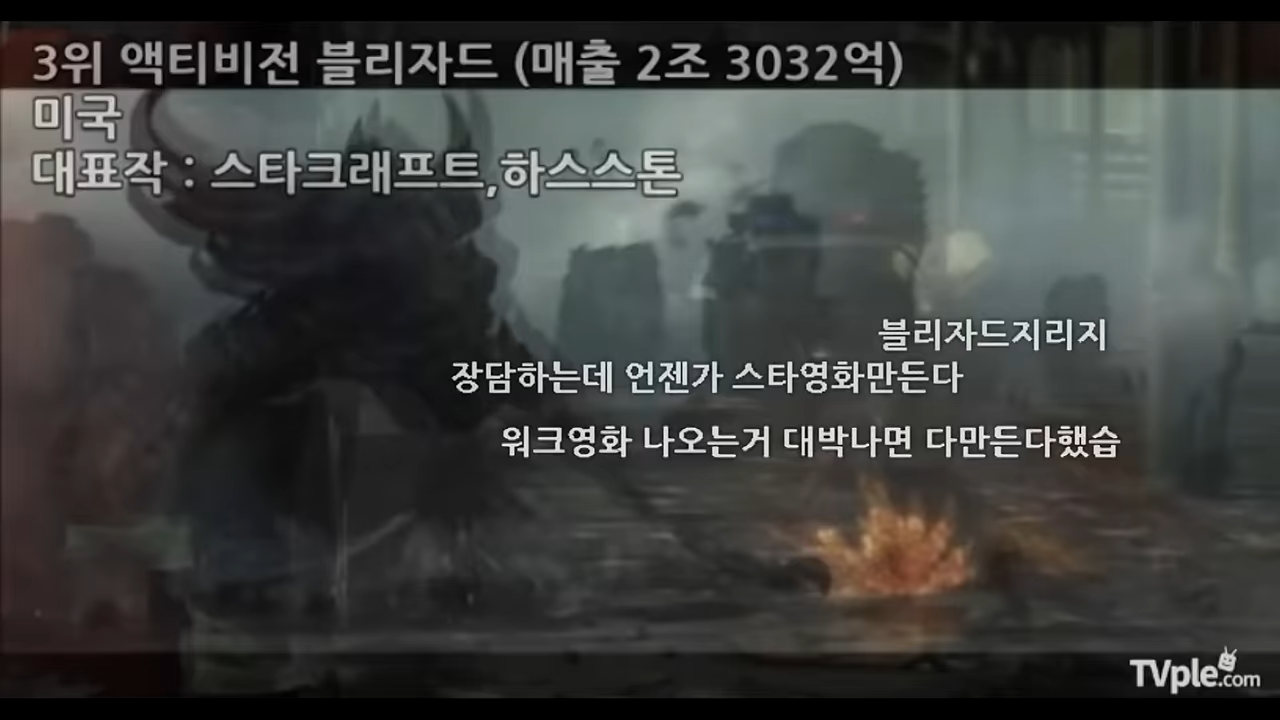 3위 액티비전 블리자드 (매출 2조 3032억)
미국
대표작 : 스타크래프트,하스스톤
블리자드지리지
장담하는데 언젠가 스타영화만든다
워크영화 나오는거 대박나면 다만든다했습
TVple.com